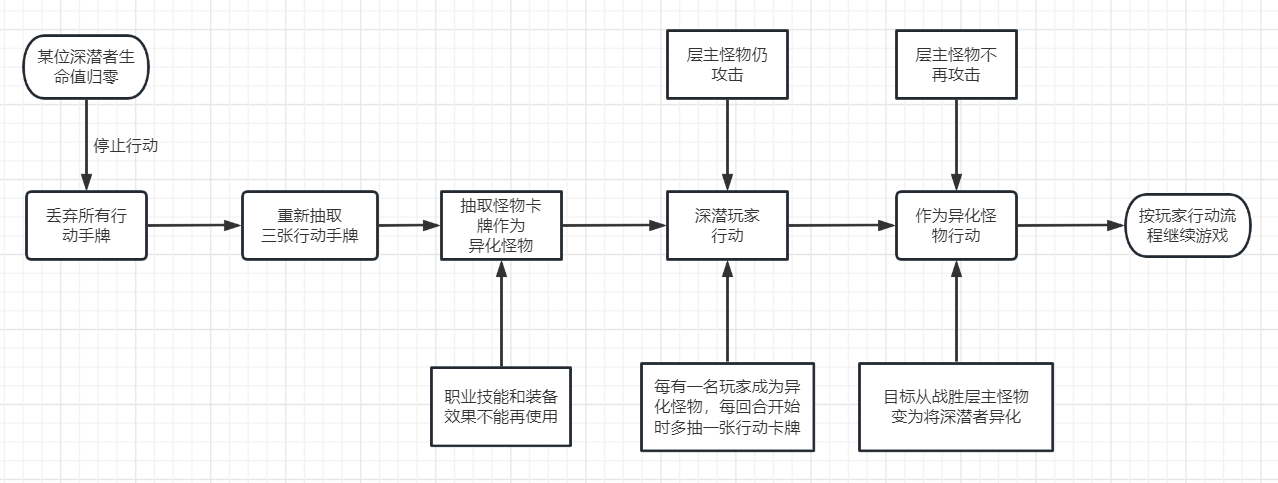 某位深潜者生
命值归零
停止行动
丢弃所有行
动手牌
重新抽取
三张行动手牌
抽取怪物卡
牌作为
异化怪物
职业技能和装备
效果不能再使用
层主怪物仍
攻击
深潜玩家
行动
每有一名玩家成为异
化怪物，每回合开始
时多抽一张行动卡牌
层主怪物不
再攻击
作为异化怪
物行动
目标从战胜层主怪物
变为将深潜者异化
按玩家行动流
程继续游戏